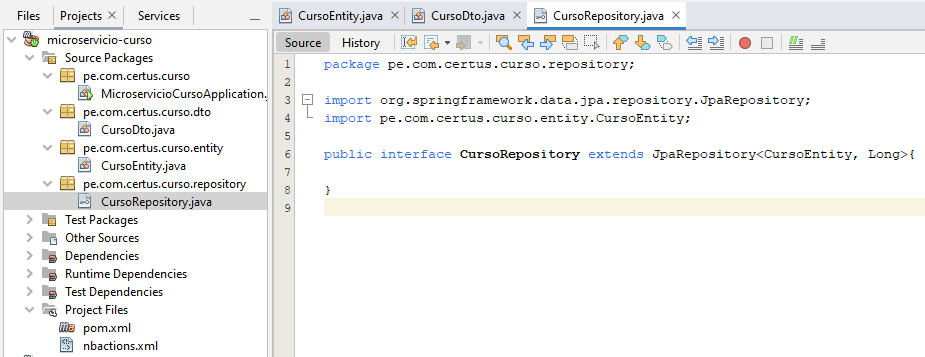 Files Projects Services
microservicio-curso
Source Packages
pe.com.certus.curso
MicroservicioCursoApplication.
pe.com.certus.curso.dto
CursoDto.java
pe.com.certus.curso.entity
CursoEntity.java
pe.com.certus.curso.repository
CursoRepository.java
Test Packages
Other Sources
Dependencies
Runtime Dependencies
Test Dependencies
Project Files
pom.xml
nbactions.xml
CursoEntity.java CursoDto.java CursoRepository.java
Source History
1 package pe.com.certus.curso.repository;
2
3 import org.springframework.data.jpa.repository.JpaRepository;
4 import pe.com.certus.curso.entity.CursoEntity;
5
6 public interface CursoRepository extends JpaRepository<CursoEntity, Long>{
7
8 }
9